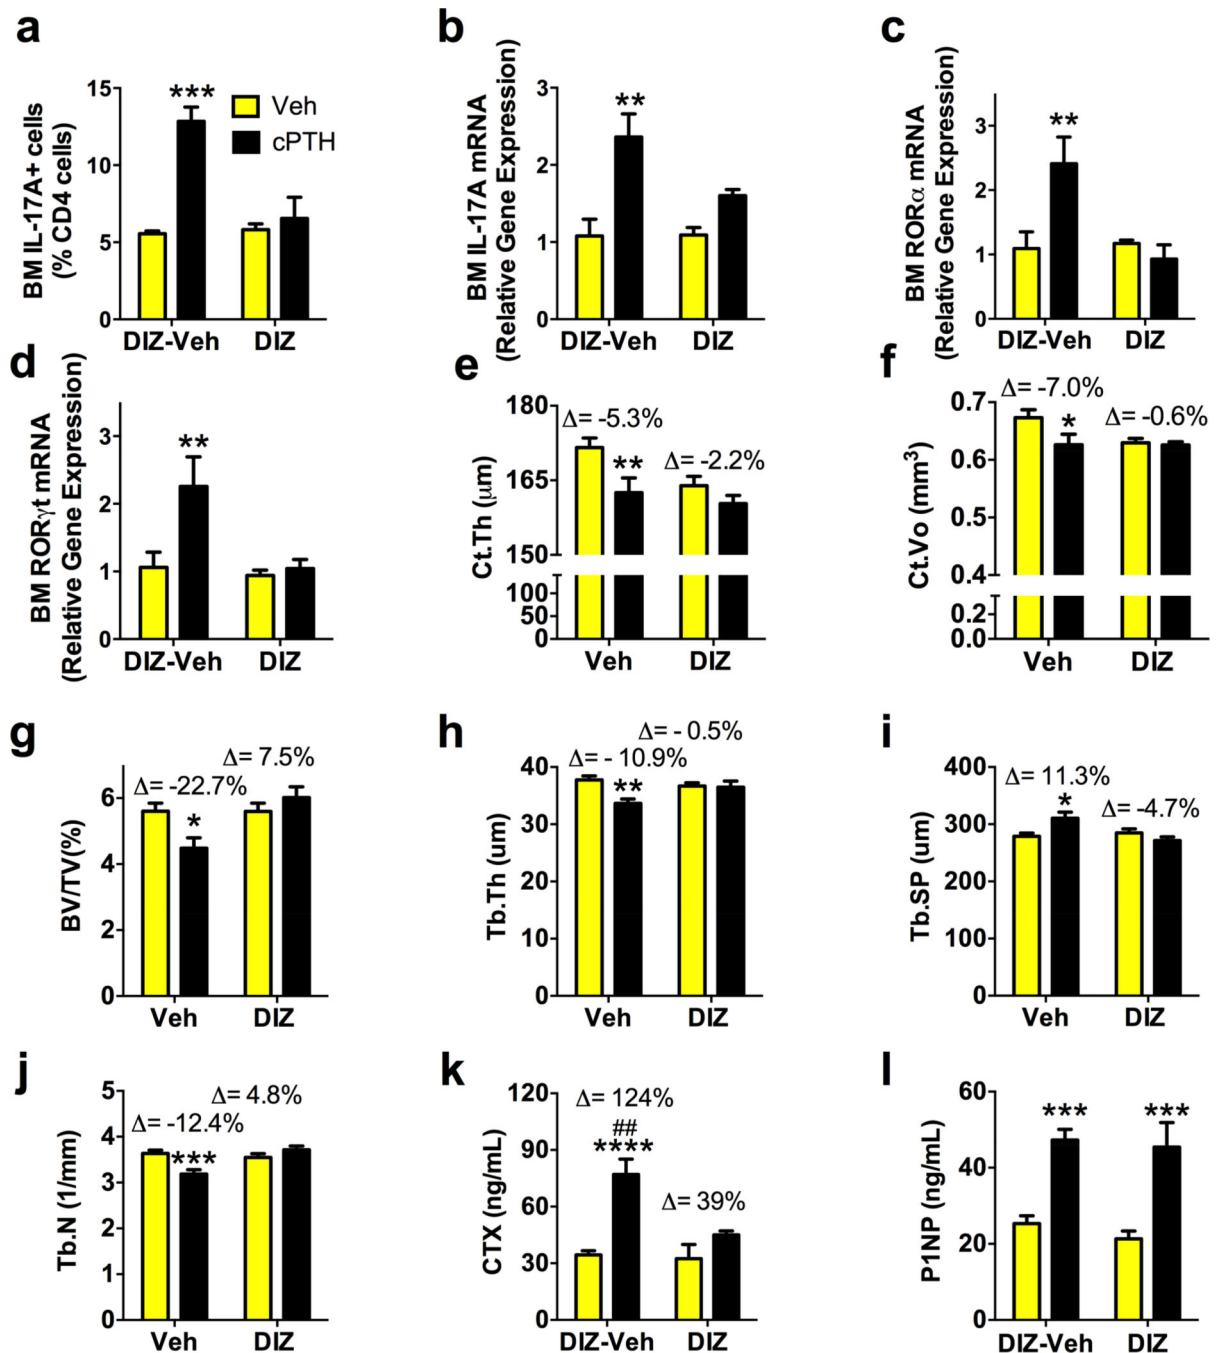 a
BM IL-17A+ cells
(% CD4 cells)
15
10
5
0
***
Veh
cPTH
DIZ-Veh DIZ
b
BM IL-17A mRNA
(Relative Gene Expression)
3
2
1
0
**
DIZ-Veh DIZ
c
BM RORα mRNA
(Relative Gene Expression)
3
2
1
0
**
DIZ-Veh DIZ
d
BM RORγt mRNA
(Relative Gene Expression)
3
2
1
0
**
DIZ-Veh DIZ
e
Ct.Th (μm)
180
165
150
100
50
0
Δ= -5.3%
**
Δ= -2.2%
Veh DIZ
f
Ct.Vo (mm³)
0.7
0.6
0.5
0.4
0.2
0.0
Δ= -7.0%
*
Δ= -0.6%
Veh DIZ
g
BV/TV(%)
6
4
2
0
Δ= 7.5%
Δ= -22.7%
*
Veh DIZ
h
Tb.Th (um)
40
30
20
10
0
Δ= - 0.5%
Δ= - 10.9%
**
Veh DIZ
i
Tb.SP (um)
400
300
200
100
0
Δ= 11.3%
*
Δ= -4.7%
Veh DIZ
j
Tb.N (1/mm)
5
4
3
2
1
0
Δ= 4.8%
Δ= -12.4%
***
Veh DIZ
k
CTX (ng/mL)
120
90
60
30
0
Δ= 124%
##
****
Δ= 39%
DIZ-Veh DIZ
l
P1NP (ng/mL)
60
40
20
0
*** ***
DIZ-Veh DIZ